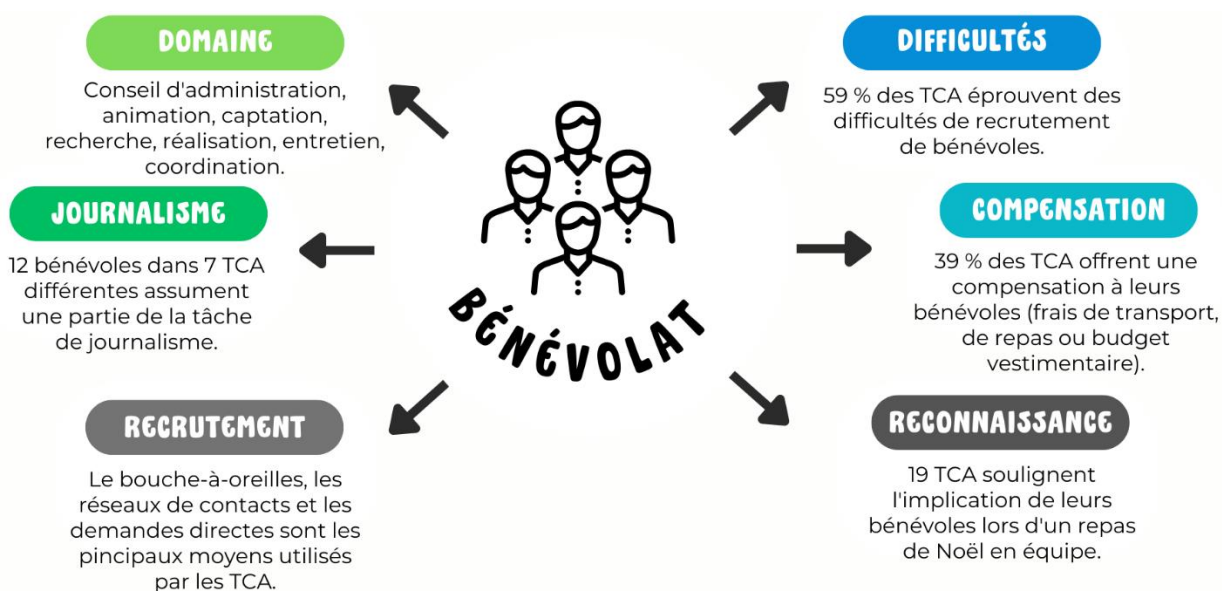 DOMAINE
Conseil d'administration,
animation, captation,
recherche, réalisation, entretien,
coordination.
JOURNALISME
12 bénévoles dans 7 TCA
différentes assument
une partie de la tâche
de journalisme.
RECRUTEMENT
Le bouche-à-oreilles, les
réseaux de contacts et les
demandes directes sont les
pincipaux moyens utilisés
par les TCA.
BÉNÉVOLAT
DIFFICULTÉS
59 % des TCA éprouvent des
difficultés de recrutement
de bénévoles.
COMPENSATION
39 % des TCA offrent une
compensation à leurs
bénévoles (frais de transport,
de repas ou budget
vestimentaire).
RECONNAISSANCE
19 TCA soulignent
l'implication de leurs
bénévoles lors d'un repas
de Noël en équipe.